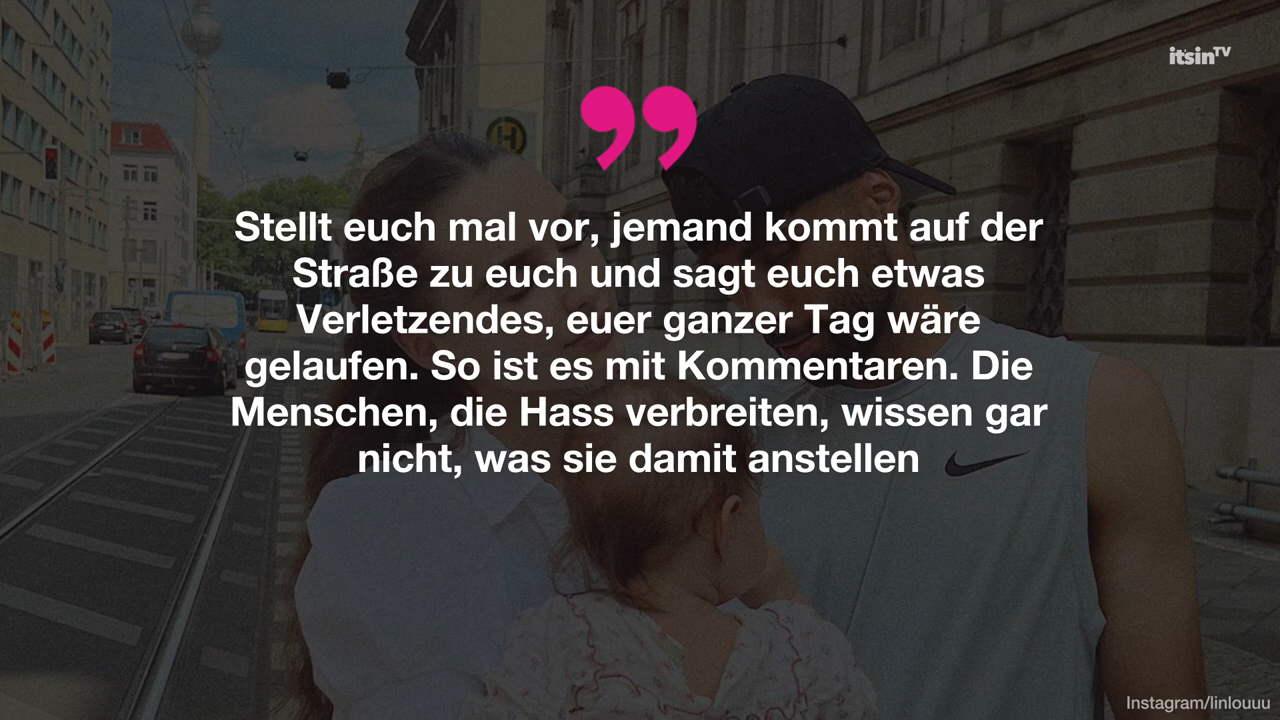 itsinTV
H
Stellt euch mal vor, jemand kommt auf der
Straße zu euch und sagt euch etwas
Verletzendes, euer ganzer Tag wäre
gelaufen. So ist es mit Kommentaren. Die
Menschen, die Hass verbreiten, wissen gar
nicht, was sie damit anstellen
Instagram/linlouuu